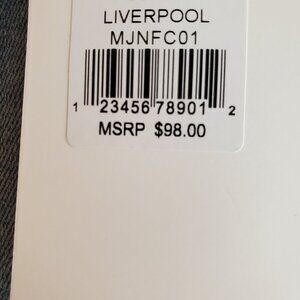 LIVERPOOL
MJNFC01
1 23456 78901 2
MSRP $98.00